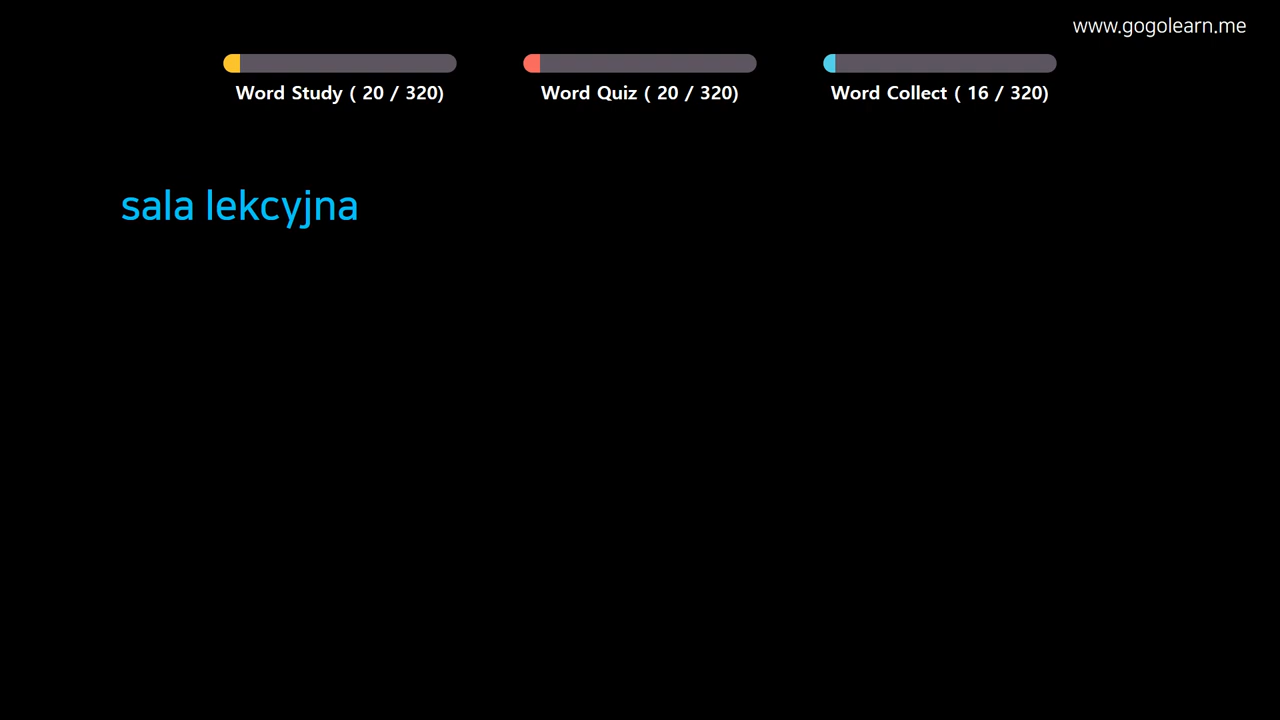 www.gogolearn.me
Word Study ( 20 / 320)
Word Quiz ( 20 / 320)
Word Collect ( 16 / 320)
sala lekcyjna